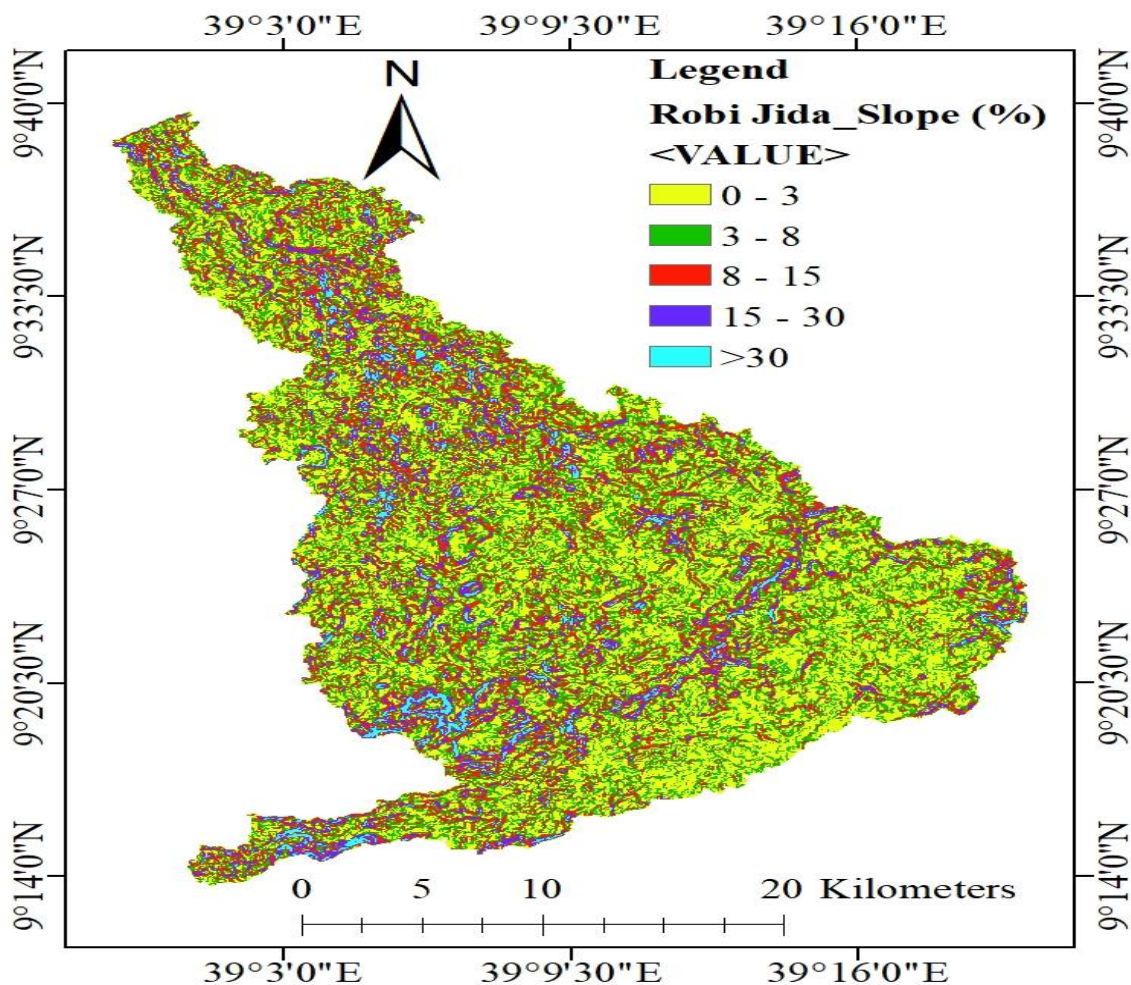 39°3'0"E 39°9'30"E 39°16'0"E
N
Legend
Robi Jida_Slope (%)
<VALUE>
0 - 3
3 - 8
8 - 15
15 - 30
>30
9°40'0"N 9°40'0"N
9°33'30"N 9°33'30"N
9°27'0"N 9°27'0"N
9°20'30"N 9°20'30"N
9°14'0"N 9°14'0"N
0 5 10 20 Kilometers
39°3'0"E 39°9'30"E 39°16'0"E